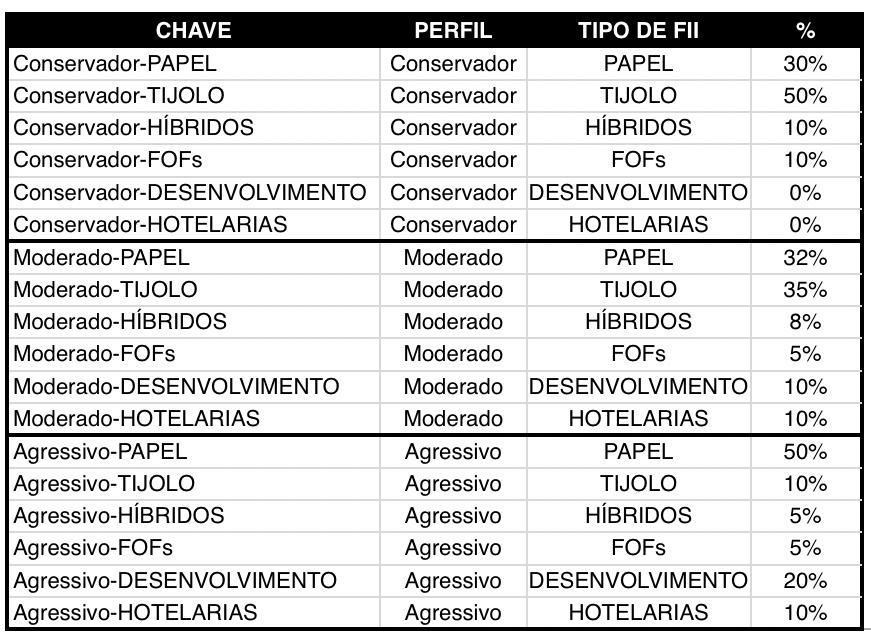 CHAVE PERFIL TIPO DE FII %
Conservador-PAPEL Conservador PAPEL 30%
Conservador-TIJOLO Conservador TIJOLO 50%
Conservador-HÍBRIDOS Conservador HÍBRIDOS 10%
Conservador-FOFs Conservador FOFs 10%
Conservador-DESENVOLVIMENTO Conservador DESENVOLVIMENTO 0%
Conservador-HOTELARIAS Conservador HOTELARIAS 0%
Moderado-PAPEL Moderado PAPEL 32%
Moderado-TIJOLO Moderado TIJOLO 35%
Moderado-HÍBRIDOS Moderado HÍBRIDOS 8%
Moderado-FOFs Moderado FOFs 5%
Moderado-DESENVOLVIMENTO Moderado DESENVOLVIMENTO 10%
Moderado-HOTELARIAS Moderado HOTELARIAS 10%
Agressivo-PAPEL Agressivo PAPEL 50%
Agressivo-TIJOLO Agressivo TIJOLO 10%
Agressivo-HÍBRIDOS Agressivo HÍBRIDOS 5%
Agressivo-FOFs Agressivo FOFs 5%
Agressivo-DESENVOLVIMENTO Agressivo DESENVOLVIMENTO 20%
Agressivo-HOTELARIAS Agressivo HOTELARIAS 10%